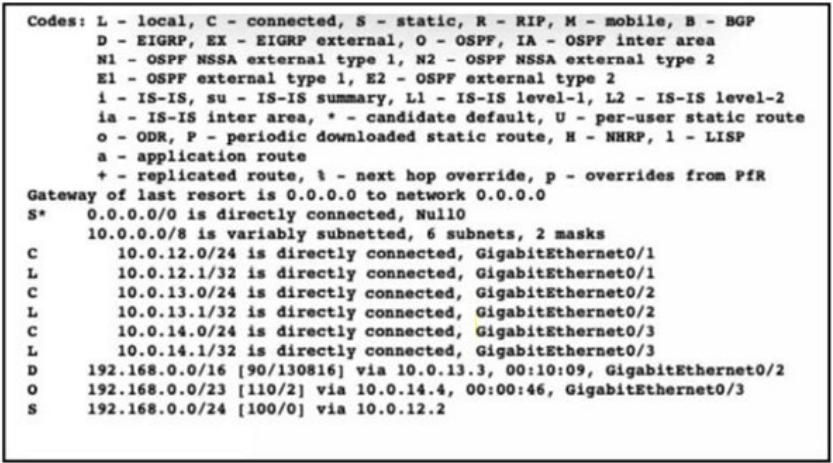 Codes: L - local, C - connected, S - static, R - RIP, M - mobile, B - BGP
D - EIGRP, EX - EIGRP external, O - OSPF, IA - OSPF inter area
N1 - OSPF NSSA external type 1, N2 - OSPF NSSA external type 2
E1 - OSPF external type 1, E2 - OSPF external type 2
i - IS-IS, su - IS-IS summary, L1 - IS-IS level-1, L2 - IS-IS level-2
ia - IS-IS inter area, * - candidate default, U - per-user static route
o - ODR, P - periodic downloaded static route, H - NHRP, l - LISP
a - application route
+ - replicated route, % - next hop override, p - overrides from PfR
Gateway of last resort is 0.0.0.0 to network 0.0.0.0
S* 0.0.0.0/0 is directly connected, Null0
10.0.0.0/8 is variably subnetted, 6 subnets, 2 masks
C 10.0.12.0/24 is directly connected, GigabitEthernet0/1
L 10.0.12.1/32 is directly connected, GigabitEthernet0/1
C 10.0.13.0/24 is directly connected, GigabitEthernet0/2
L 10.0.13.1/32 is directly connected, GigabitEthernet0/2
C 10.0.14.0/24 is directly connected, GigabitEthernet0/3
L 10.0.14.1/32 is directly connected, GigabitEthernet0/3
D 192.168.0.0/16 [90/130816] via 10.0.13.3, 00:10:09, GigabitEthernet0/2
O 192.168.0.0/23 [110/2] via 10.0.14.4, 00:00:46, GigabitEthernet0/3
S 192.168.0.0/24 [100/0] via 10.0.12.2